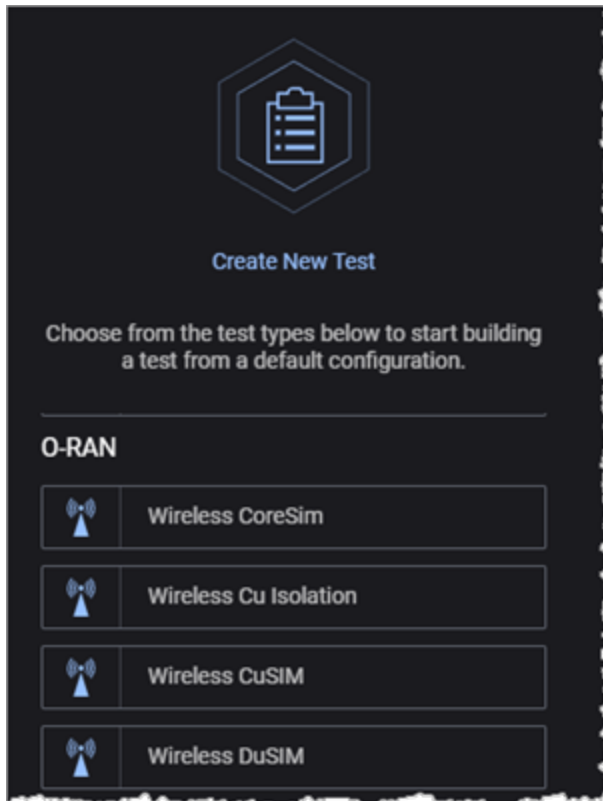 Create New Test
Choose from the test types below to start building
a test from a default configuration.
O-RAN
Wireless CoreSim
Wireless Cu Isolation
Wireless CuSIM
Wireless DuSIM